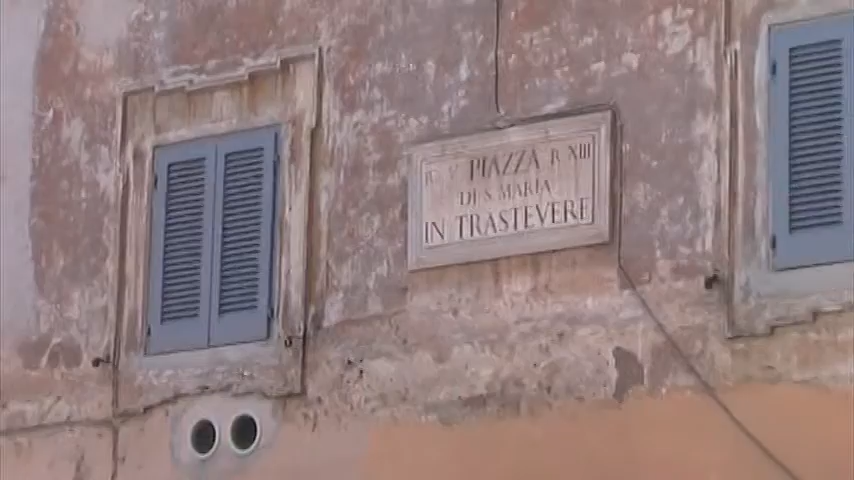 R. V PIAZZA R. XIII
DI S. MARIA
IN TRASTEVERE